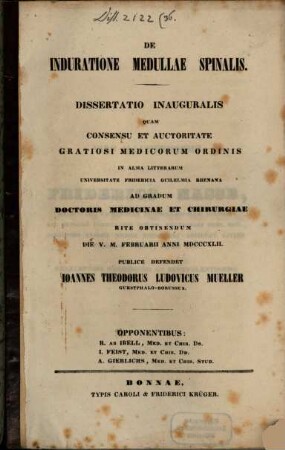 Diss. 2122 (36.
DE
INDURATIONE MEDULLAE SPINALIS.
DISSERTATIO INAUGURALIS
QUAM
CONSENSU ET AUCTORITATE
GRATIOSI MEDICORUM ORDINIS
IN ALMA LITTERARUM
UNIVERSITATE FRIDERICIA GUILELMIA RHENANA
AD GRADUM
DOCTORIS MEDICINAE ET CHIRURGIAE
RITE OBTINENDUM
DIE V. M. FEBRUARII ANNI MDCCCXLII.
PUBLICE DEFENDET
IOANNES THEODORUS LUDOVICUS MUELLER
GUESTPHALO-BORUSSUS.
OPPONENTIBUS:
R. AB IBELL, MED. ET CHIR. DR.
I. FEIST, MED. ET CHIR. DR.
A. GIERLICHS, MED. ET CHIR. STUD.
BONNAE,
TYPIS CAROLI & FRIDERICI KRÜGER.